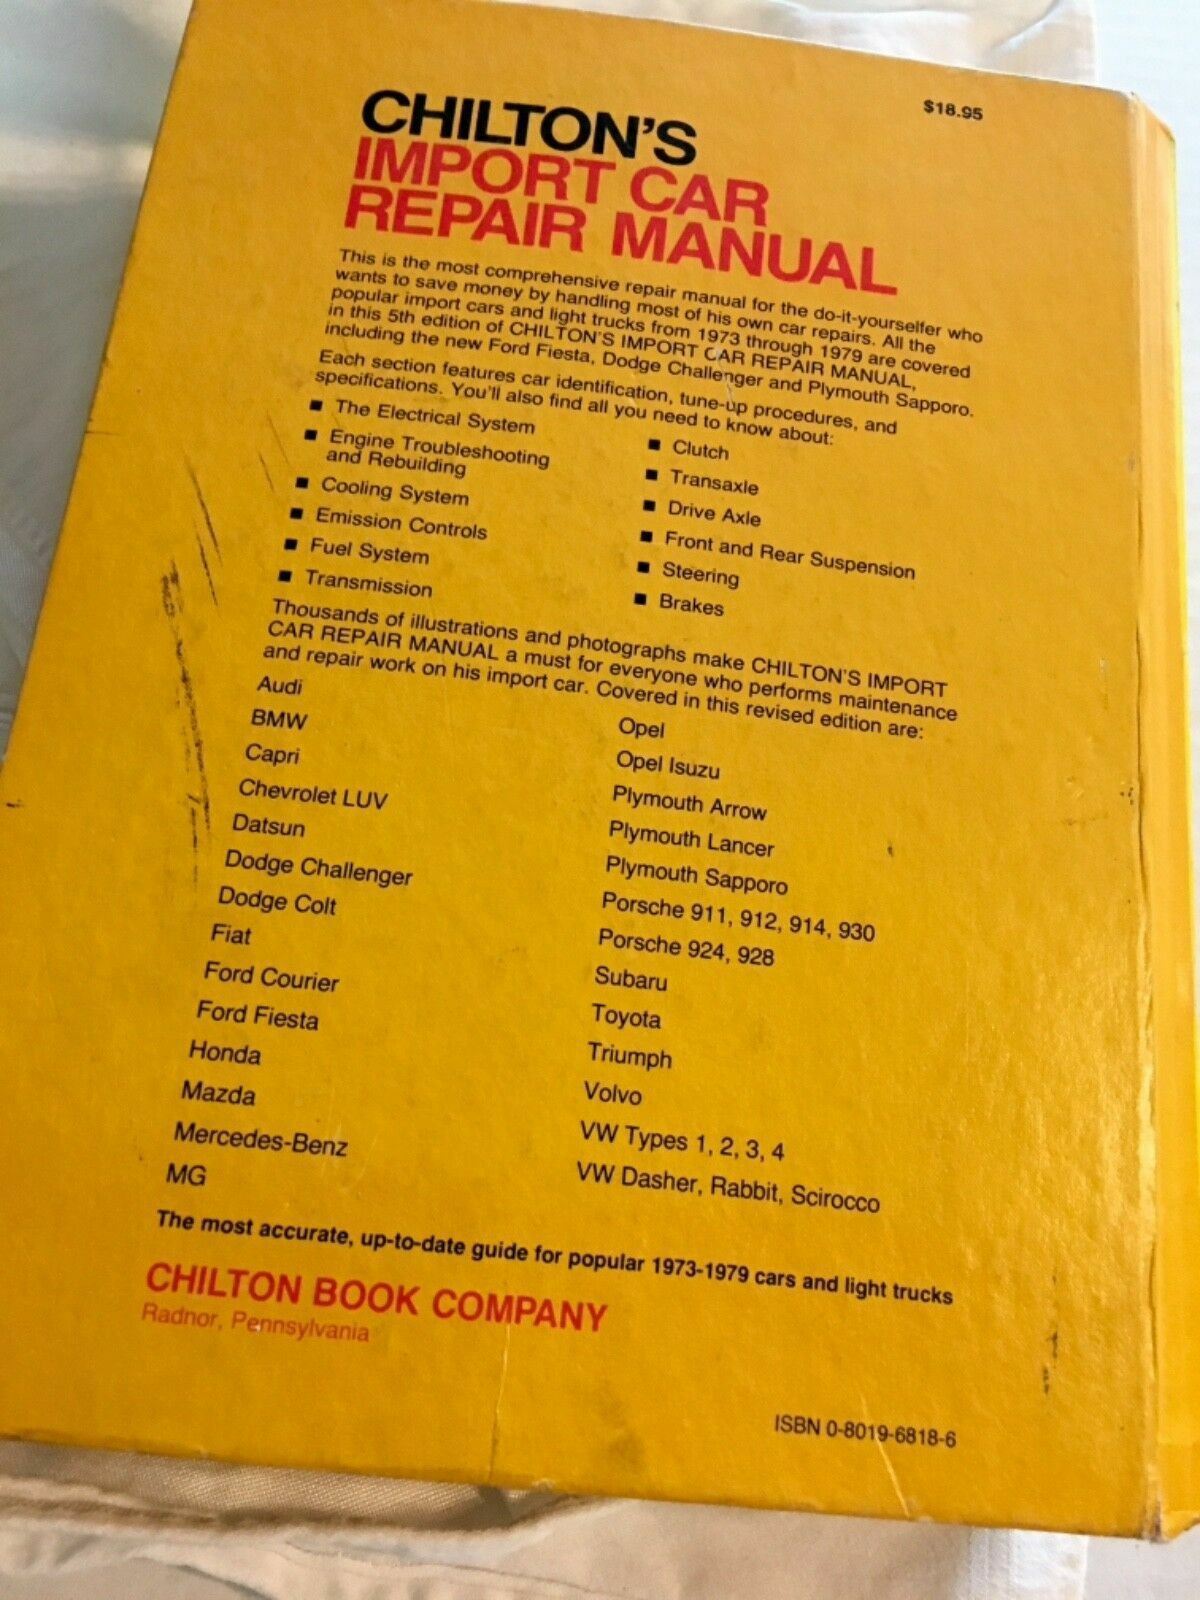 $18.95
CHILTON'S
IMPORT CAR
REPAIR MANUAL
This is the most comprehensive repair manual for the do-it-yourselfer who
wants to save money by handling most of his own car repairs. All the
popular import cars and light trucks from 1973 through 1979 are covered
in this 5th edition of CHILTON'S IMPORT CAR REPAIR MANUAL,
including the new Ford Fiesta, Dodge Challenger and Plymouth Sapporo.
Each section features car identification, tune-up procedures, and
specifications. You'll also find all you need to know about:
■ The Electrical System
■ Engine Troubleshooting
and Rebuilding
■ Cooling System
■ Emission Controls
■ Fuel System
■ Transmission
■ Clutch
■ Transaxle
■ Drive Axle
■ Front and Rear Suspension
■ Steering
■ Brakes
Thousands of illustrations and photographs make CHILTON'S IMPORT
CAR REPAIR MANUAL a must for everyone who performs maintenance
and repair work on his import car. Covered in this revised edition are:
Audi
BMW
Capri
Chevrolet LUV
Datsun
Dodge Challenger
Dodge Colt
Fiat
Ford Courier
Ford Fiesta
Honda
Mazda
Mercedes-Benz
MG
Opel
Opel Isuzu
Plymouth Arrow
Plymouth Lancer
Plymouth Sapporo
Porsche 911, 912, 914, 930
Porsche 924, 928
Subaru
Toyota
Triumph
Volvo
VW Types 1, 2, 3, 4
VW Dasher, Rabbit, Scirocco
The most accurate, up-to-date guide for popular 1973-1979 cars and light trucks
CHILTON BOOK COMPANY
Radnor, Pennsylvania
ISBN 0-8019-6818-6